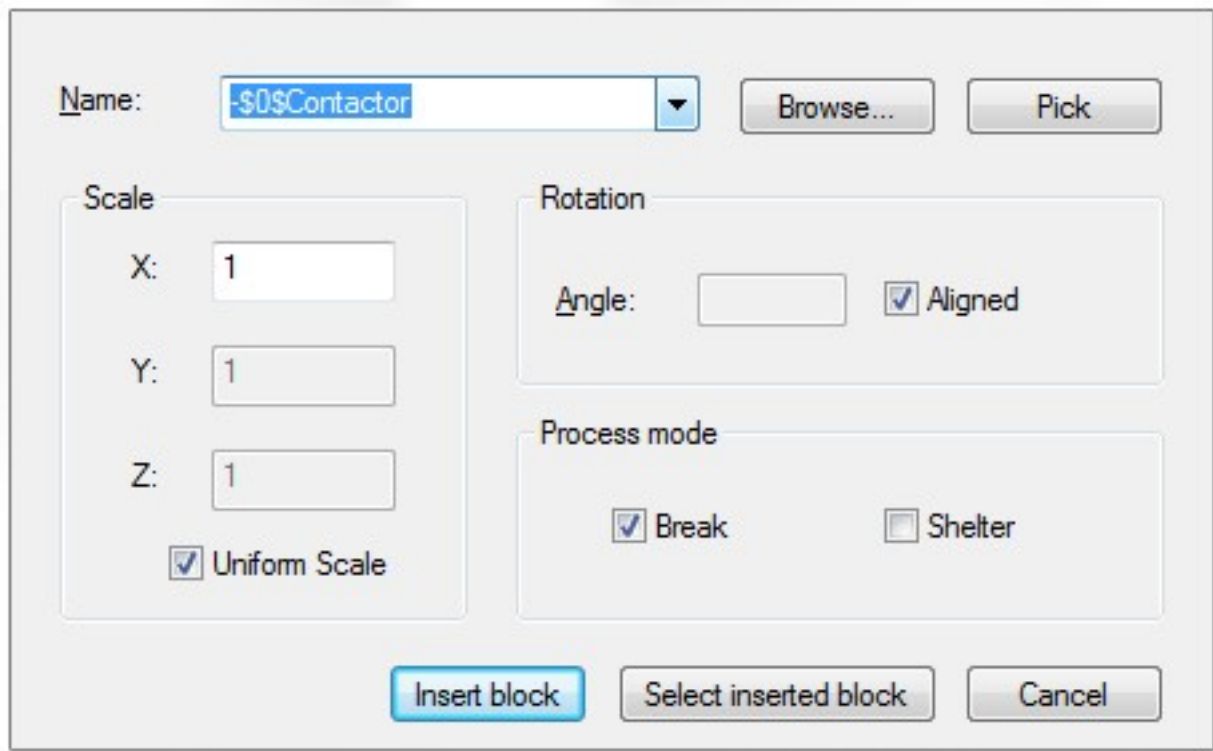 Name: -$0$Contactor Browse... Pick
Scale
X: 1
Y: 1
Z: 1
Uniform Scale
Rotation
Angle: Aligned
Process mode
Break Shelter
Insert block Select inserted block Cancel